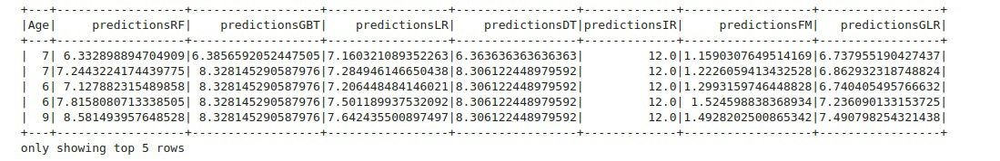 +---+------------------+------------------+-----------------+-----------------+-------------+------------------+-----------------+
|Age|     predictionsRF|    predictionsGBT|    predictionsLR|    predictionsDT|predictionsIR|     predictionsFM|   predictionsGLR|
+---+------------------+------------------+-----------------+-----------------+-------------+------------------+-----------------+
|  7| 6.332898894704909|6.3856592052447505|7.160321089352263|6.363636363636363|         12.0|1.1590307649514169|6.737955190427437|
|  7|7.2443224174439775| 8.328145290587976|7.284946146650438|8.306122448979592|         12.0|1.2226059413432528|6.862932318748824|
|  6| 7.127882315489858| 8.328145290587976|7.206449484146021|8.306122448979592|         12.0|1.2993159746448828|6.740405495766632|
|  6|7.8158080713338505| 8.328145290587976|7.501189937532092|8.306122448979592|         12.0| 1.524598838368934|7.236090133153725|
|  9| 8.581493957648528| 8.328145290587976|7.642435500897497|8.306122448979592|         12.0|1.4928202500865342|7.490798254321438|
+---+------------------+------------------+-----------------+-----------------+-------------+------------------+-----------------+
only showing top 5 rows